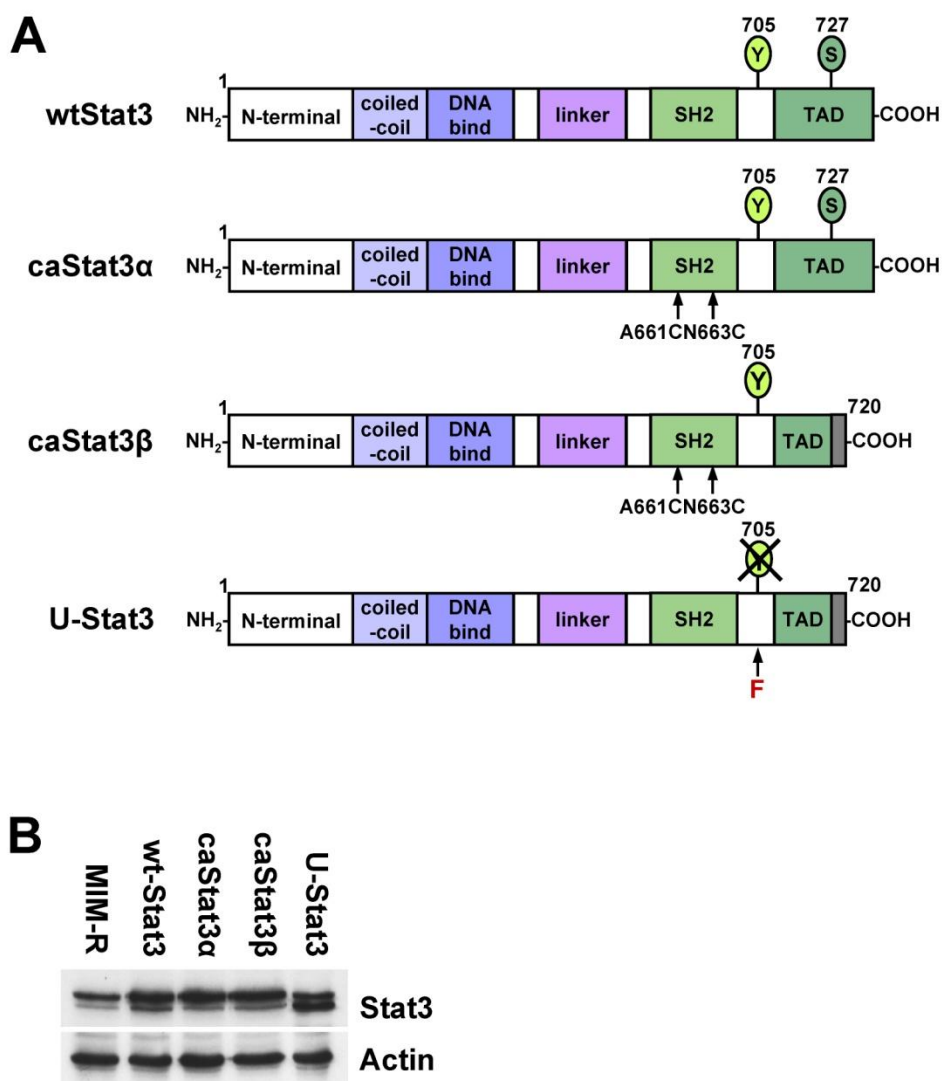 A
705 727
Y S
1
wtStat3
NH2- N-terminal coiled-coil DNA bind linker SH2 TAD -COOH
705 727
Y S
1
caStat3α
NH2- N-terminal coiled-coil DNA bind linker SH2 TAD -COOH
A661CN663C
705
Y
1 720
caStat3β
NH2- N-terminal coiled-coil DNA bind linker SH2 TAD -COOH
A661CN663C
705
Y
1 720
U-Stat3
NH2- N-terminal coiled-coil DNA bind linker SH2 TAD -COOH
F
B
MIM-R
wt-Stat3
caStat3α
caStat3β
U-Stat3
Stat3
Actin